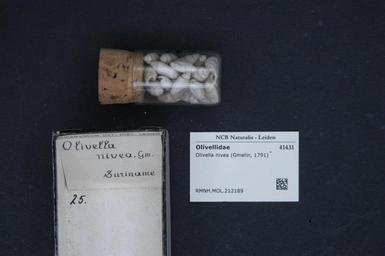 Olivella
nivea. Gm.
Suriname
25.
NCB Naturalis - Leiden
Olivellidae 41431
Olivella nivea (Gmelin, 1791)
RMNH.MOL.212189